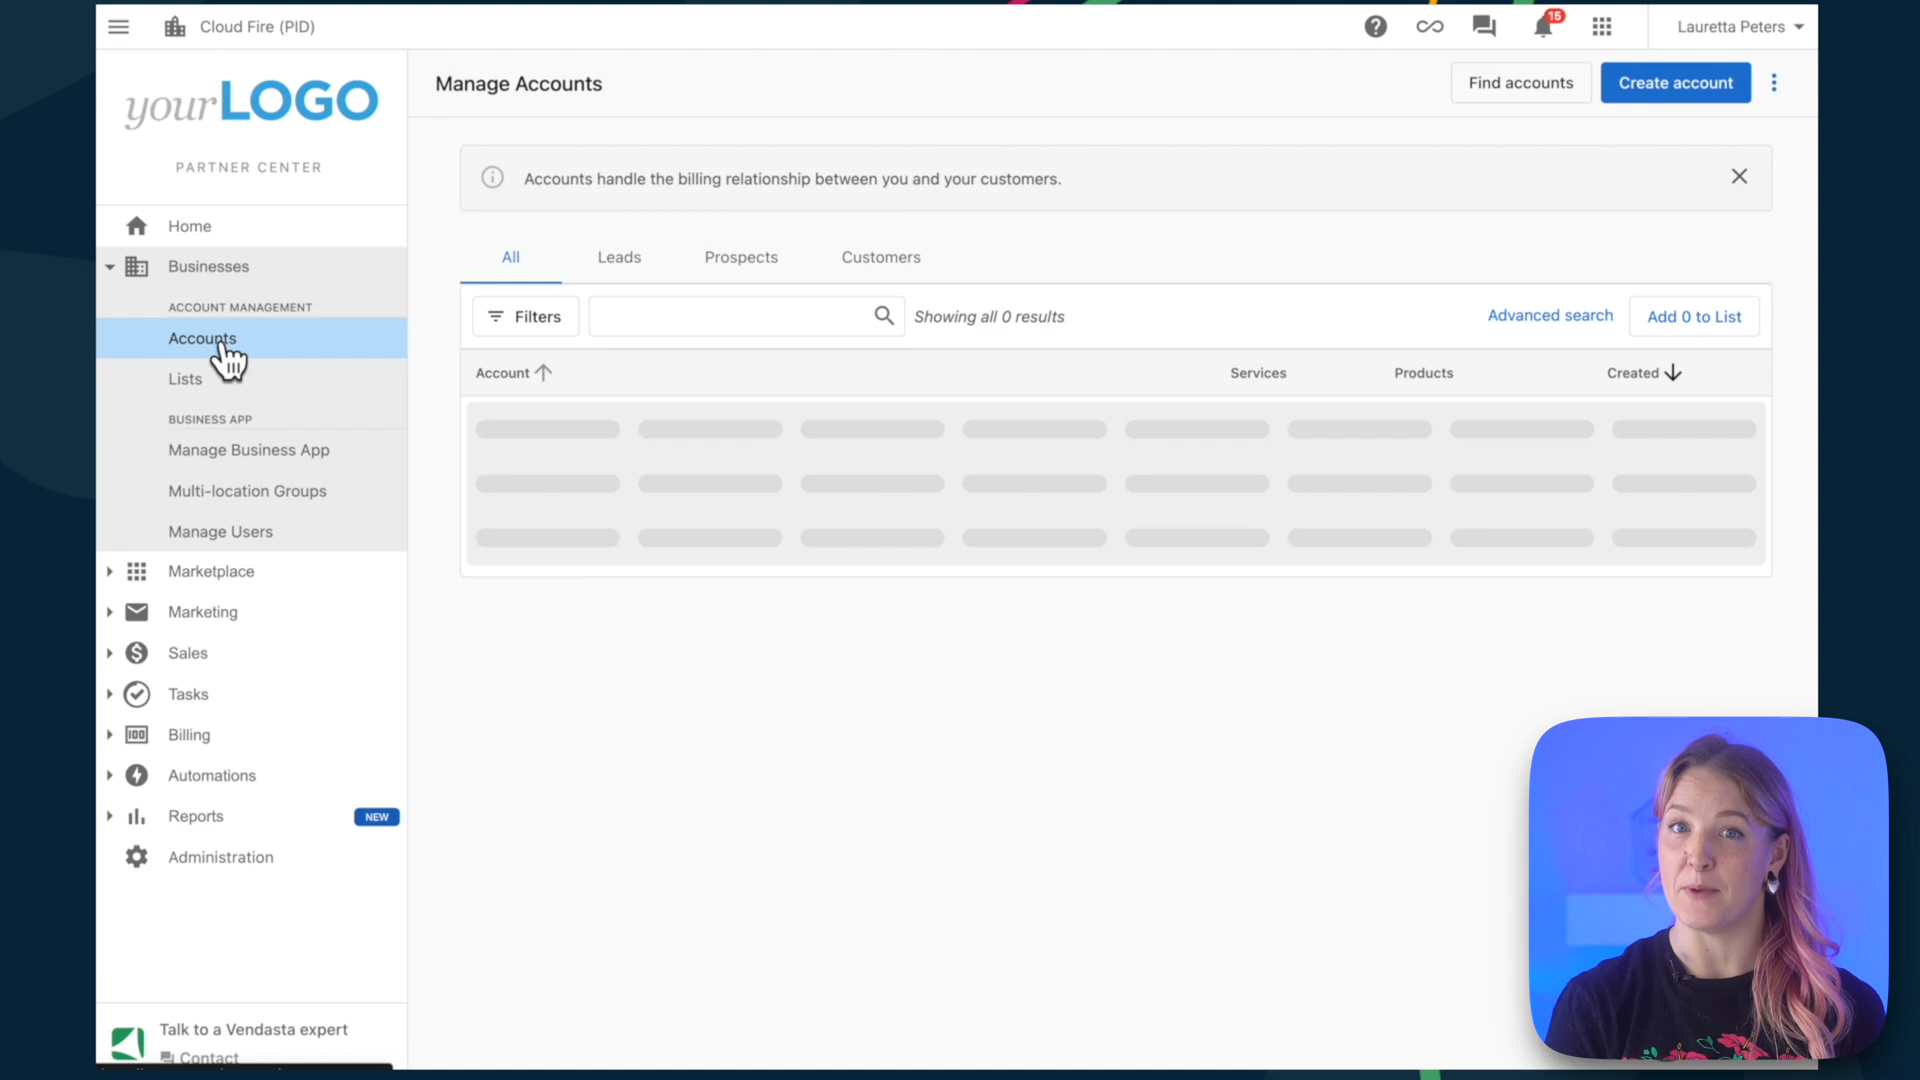 Cloud Fire (PID)
15
Lauretta Peters
yourLOGO
PARTNER CENTER
Manage Accounts
Find accounts
Create account
Accounts handle the billing relationship between you and your customers.
Home
Businesses
ACCOUNT MANAGEMENT
Accounts
Lists
BUSINESS APP
Manage Business App
Multi-location Groups
Manage Users
Marketplace
Marketing
Sales
Tasks
Billing
Automations
Reports
NEW
Administration
Talk to a Vendasta expert
Contact
All
Leads
Prospects
Customers
Filters
Showing all 0 results
Advanced search
Add 0 to List
Account
Services
Products
Created